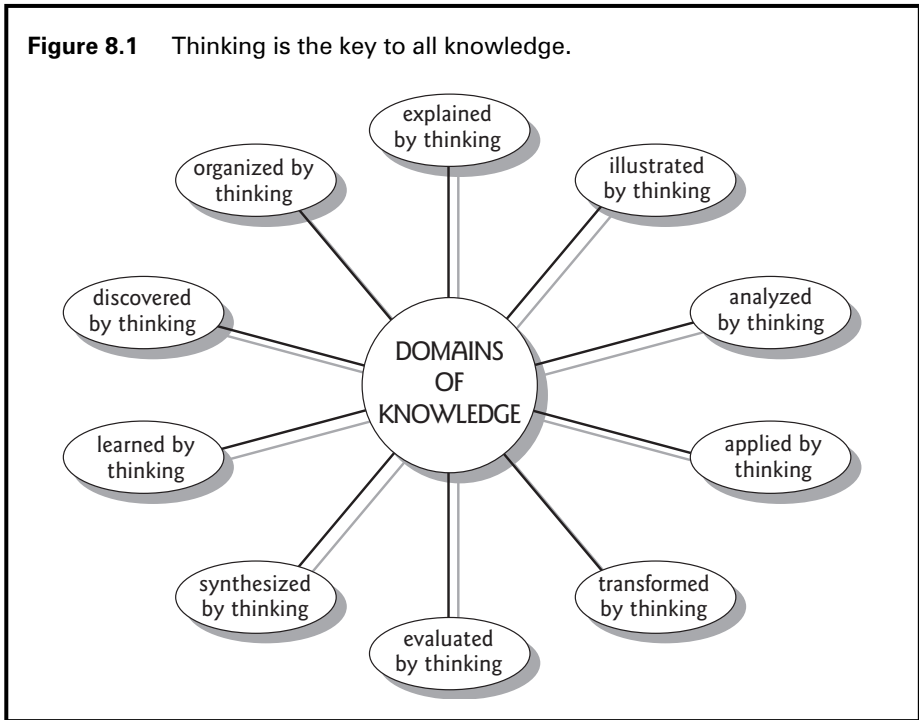 Figure 8.1 Thinking is the key to all knowledge.
explained
by thinking
illustrated
by thinking
analyzed
by thinking
applied by
thinking
transformed
by thinking
evaluated
by thinking
synthesized
by thinking
learned by
thinking
discovered
by thinking
organized by
thinking
DOMAINS
OF
KNOWLEDGE